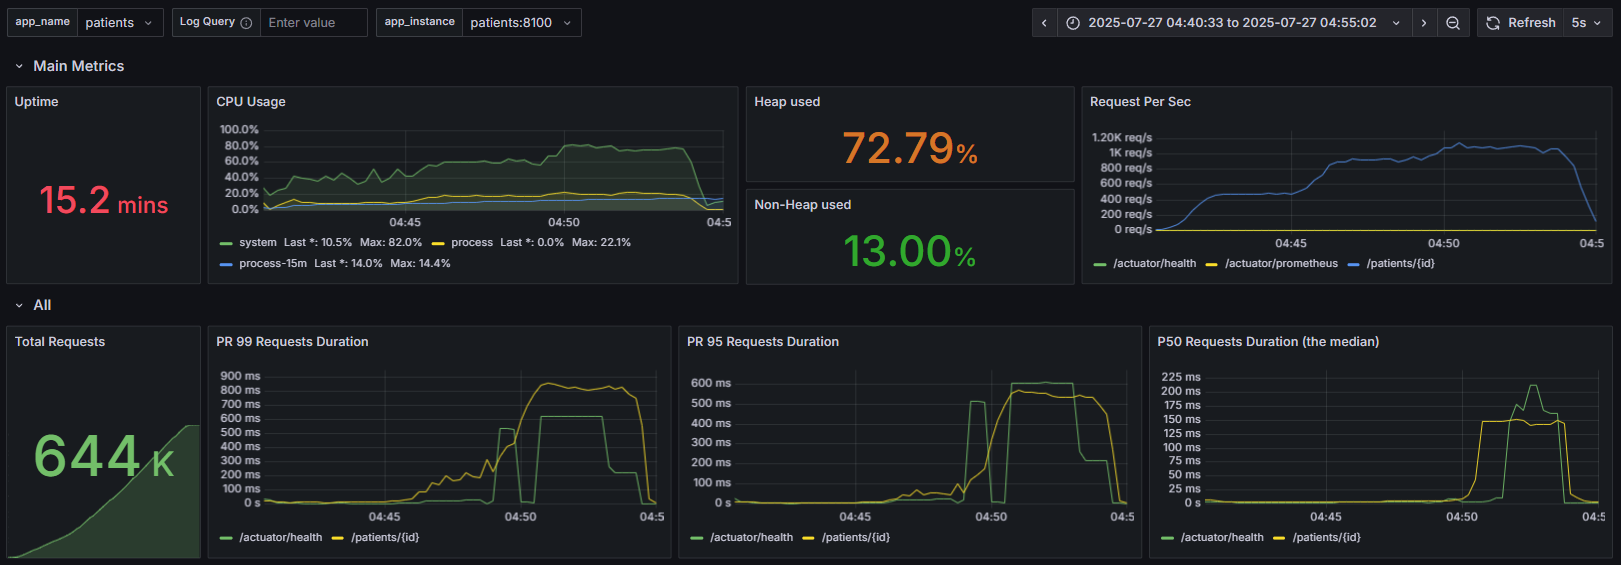 app_name patients Log Query Enter value app_instance patients:8100 2025-07-27 04:40:33 to 2025-07-27 04:55:02 Refresh 5s
Main Metrics
Uptime
15.2 mins
CPU Usage
100.0%
80.0%
60.0%
40.0%
20.0%
0.0%
04:45 04:50 04:5
system Last *: 10.5% Max: 82.0% process Last *: 0.0% Max: 22.1%
process-15m Last *: 14.0% Max: 14.4%
Heap used
72.79%
Non-Heap used
13.00%
Request Per Sec
1.20K req/s
1K req/s
800 req/s
600 req/s
400 req/s
200 req/s
0 req/s
04:45 04:50 04:5
/actuator/health /actuator/prometheus /patients/{id}
All
Total Requests
644 K
PR 99 Requests Duration
900 ms
800 ms
700 ms
600 ms
500 ms
400 ms
300 ms
200 ms
100 ms
0 s
04:45 04:50 04:5
/actuator/health /patients/{id}
PR 95 Requests Duration
600 ms
500 ms
400 ms
300 ms
200 ms
100 ms
0 s
04:45 04:50 04:5
/actuator/health /patients/{id}
P50 Requests Duration (the median)
225 ms
200 ms
175 ms
150 ms
125 ms
100 ms
75 ms
50 ms
25 ms
0 s
04:45 04:50 04:5
/actuator/health /patients/{id}